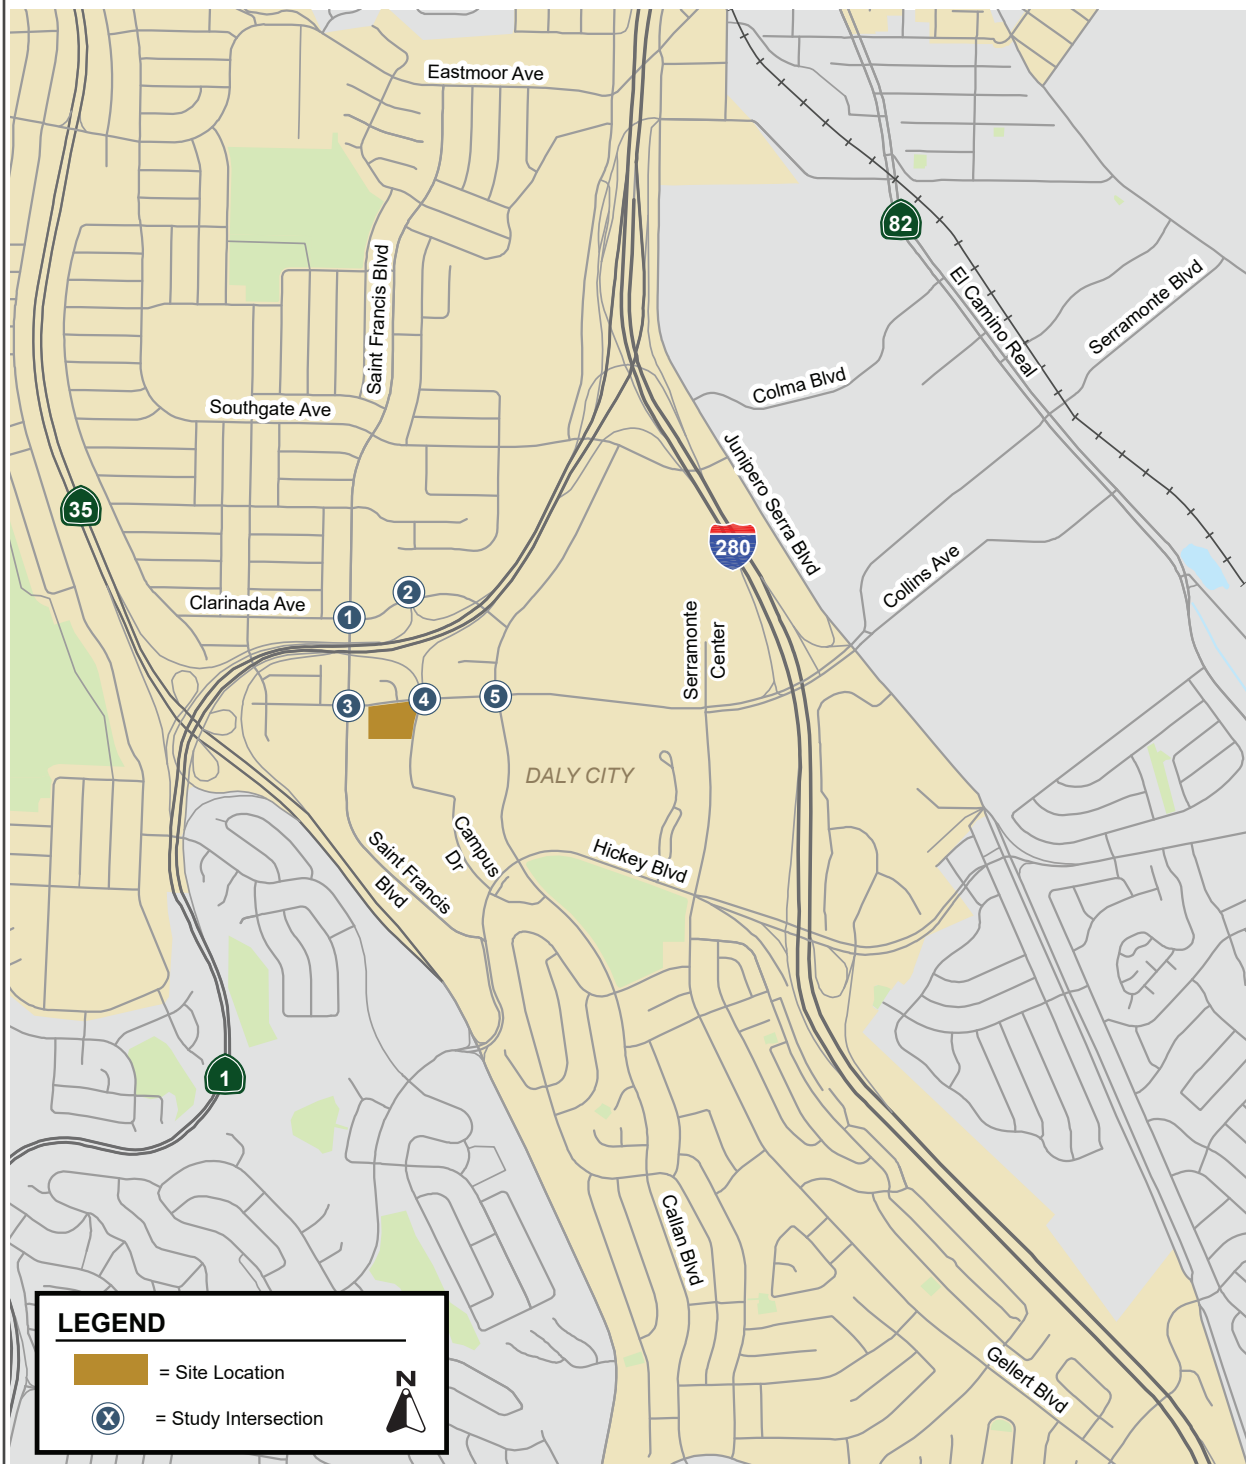 Eastmoor Ave
82
Saint Francis Blvd
El Camino Real
Serramonte Blvd
Colma Blvd
Southgate Ave
Junipero Serra Blvd
35
280
Collins Ave
Clarinada Ave
1
2
Serramonte
Center
3
4
5
DALY CITY
Saint Francis
Blvd
Campus
Dr
Hickey Blvd
1
Callan Blvd
Gellert Blvd
LEGEND
= Site Location
X
= Study Intersection
N